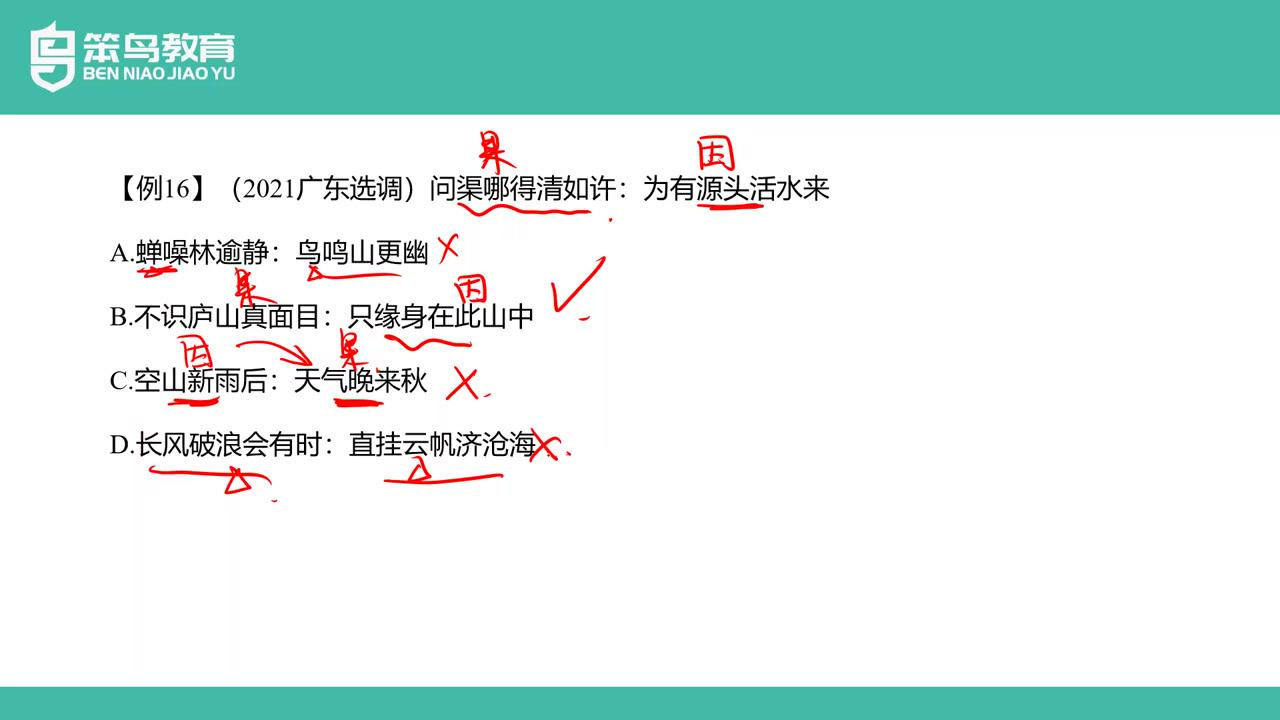 笨鸟教育
BEN NIAO JIAO YU
果 因
【例16】（2021广东选调）问渠哪得清如许：为有源头活水来
A.蝉噪林逾静：鸟鸣山更幽
果 因
B.不识庐山真面目：只缘身在此山中
因 果
C.空山新雨后：天气晚来秋
D.长风破浪会有时：直挂云帆济沧海